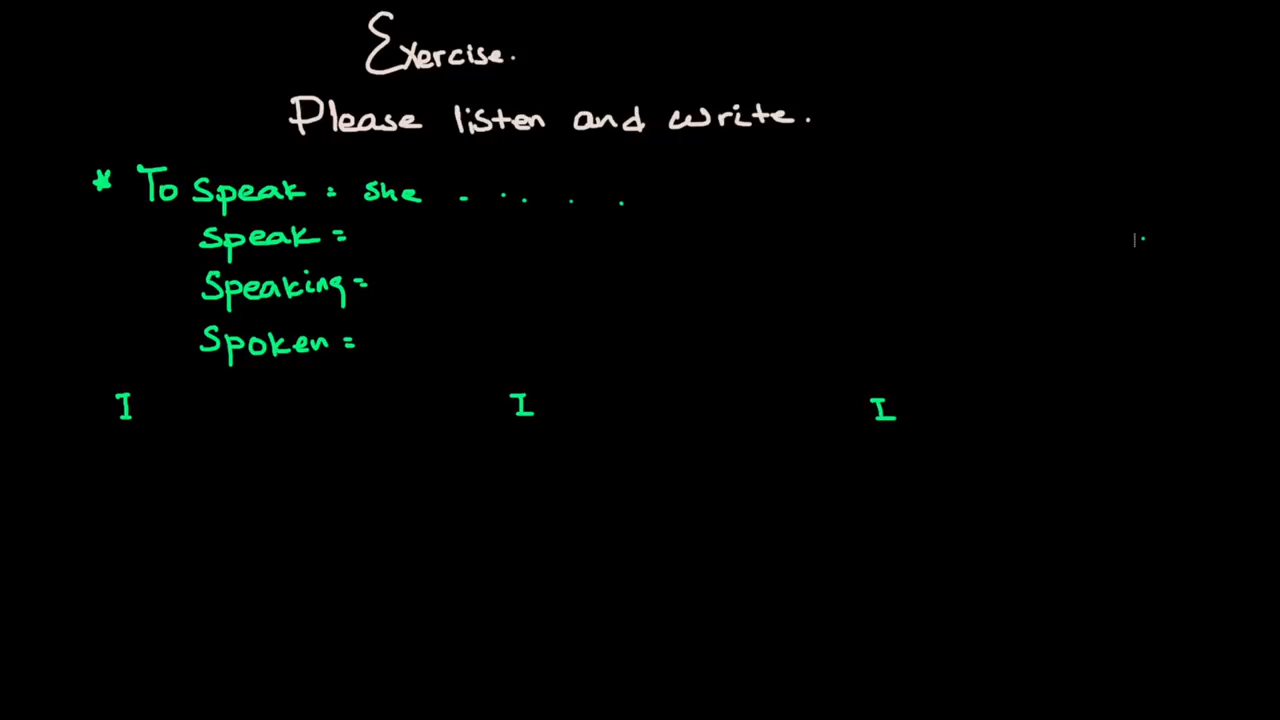 Exercise.
Please listen and write.
* To speak = she . . . . .
speak =
speaking =
spoken =
I I I